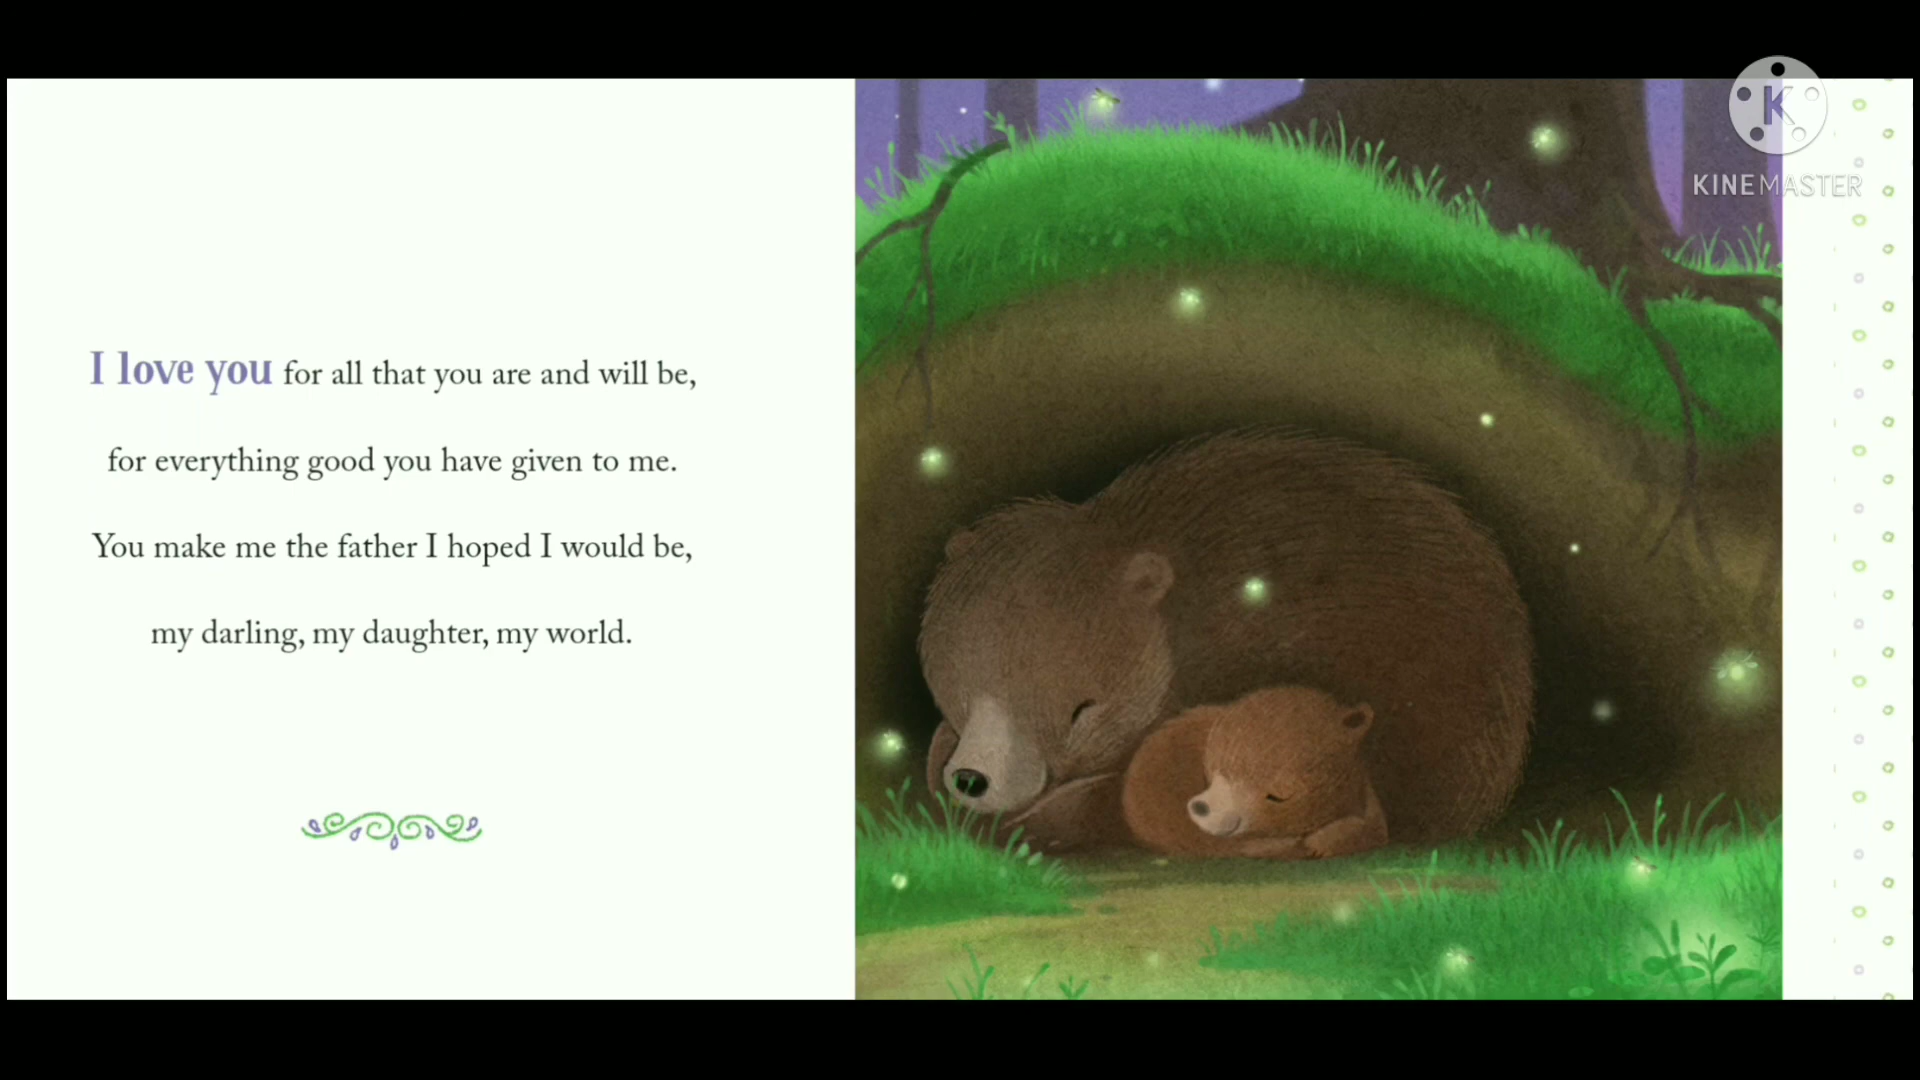 I love you for all that you are and will be,
for everything good you have given to me.
You make me the father I hoped I would be,
my darling, my daughter, my world.
K
KINEMASTER